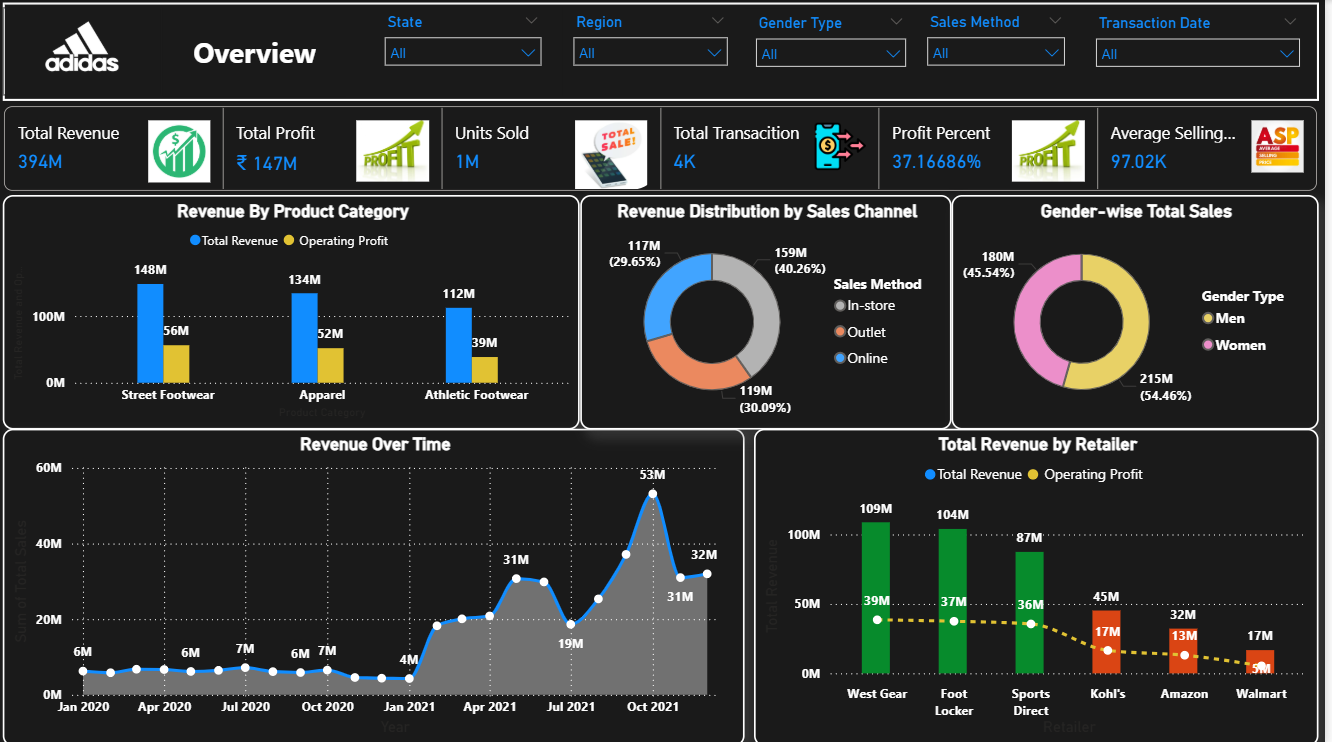 adidas
Overview
State
All
Region
All
Gender Type
All
Sales Method
All
Transaction Date
All
Total Revenue
394M
Total Profit
₹ 147M
PROFIT
Units Sold
1M
TOTAL
SALE!
Total Transacition
4K
Profit Percent
37.16686%
PROFIT
Average Selling...
97.02K
ASP
AVERAGE
SELLING
PRICE
Revenue By Product Category
Total Revenue Operating Profit
148M
134M
112M
100M
56M
52M
39M
0M
Street Footwear Apparel Athletic Footwear
Product Category
Revenue Distribution by Sales Channel
117M
(29.65%)
159M
(40.26%)
119M
(30.09%)
Sales Method
In-store
Outlet
Online
Gender-wise Total Sales
180M
(45.54%)
215M
(54.46%)
Gender Type
Men
Women
Revenue Over Time
Sum of Total Sales
60M
40M
20M
0M
6M
6M
7M
6M
7M
4M
31M
19M
53M
31M
32M
Jan 2020 Apr 2020 Jul 2020 Oct 2020 Jan 2021 Apr 2021 Jul 2021 Oct 2021
Year
Total Revenue by Retailer
Total Revenue Operating Profit
Total Revenue
100M
50M
0M
109M
104M
87M
45M
32M
17M
39M
37M
36M
17M
13M
5M
West Gear
Foot
Locker
Sports
Direct
Kohl's
Amazon
Walmart
Retailer